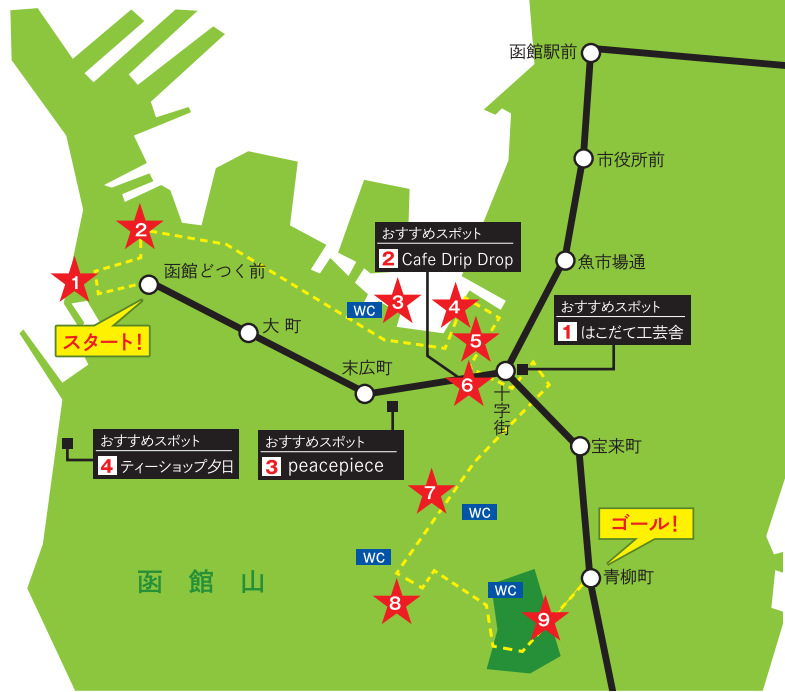 函館駅前
市役所前
2
おすすめスポット
2 Cafe Drip Drop
魚市場通
1
函館どつく前
3
4
WC
おすすめスポット
1 はこだて工芸舎
スタート!
大町
5
末広町
6
十字街
おすすめスポット
4 ティーショップ夕日
おすすめスポット
3 peacepiece
宝来町
7
WC
ゴール!
WC
函館山
青柳町
WC
8
9